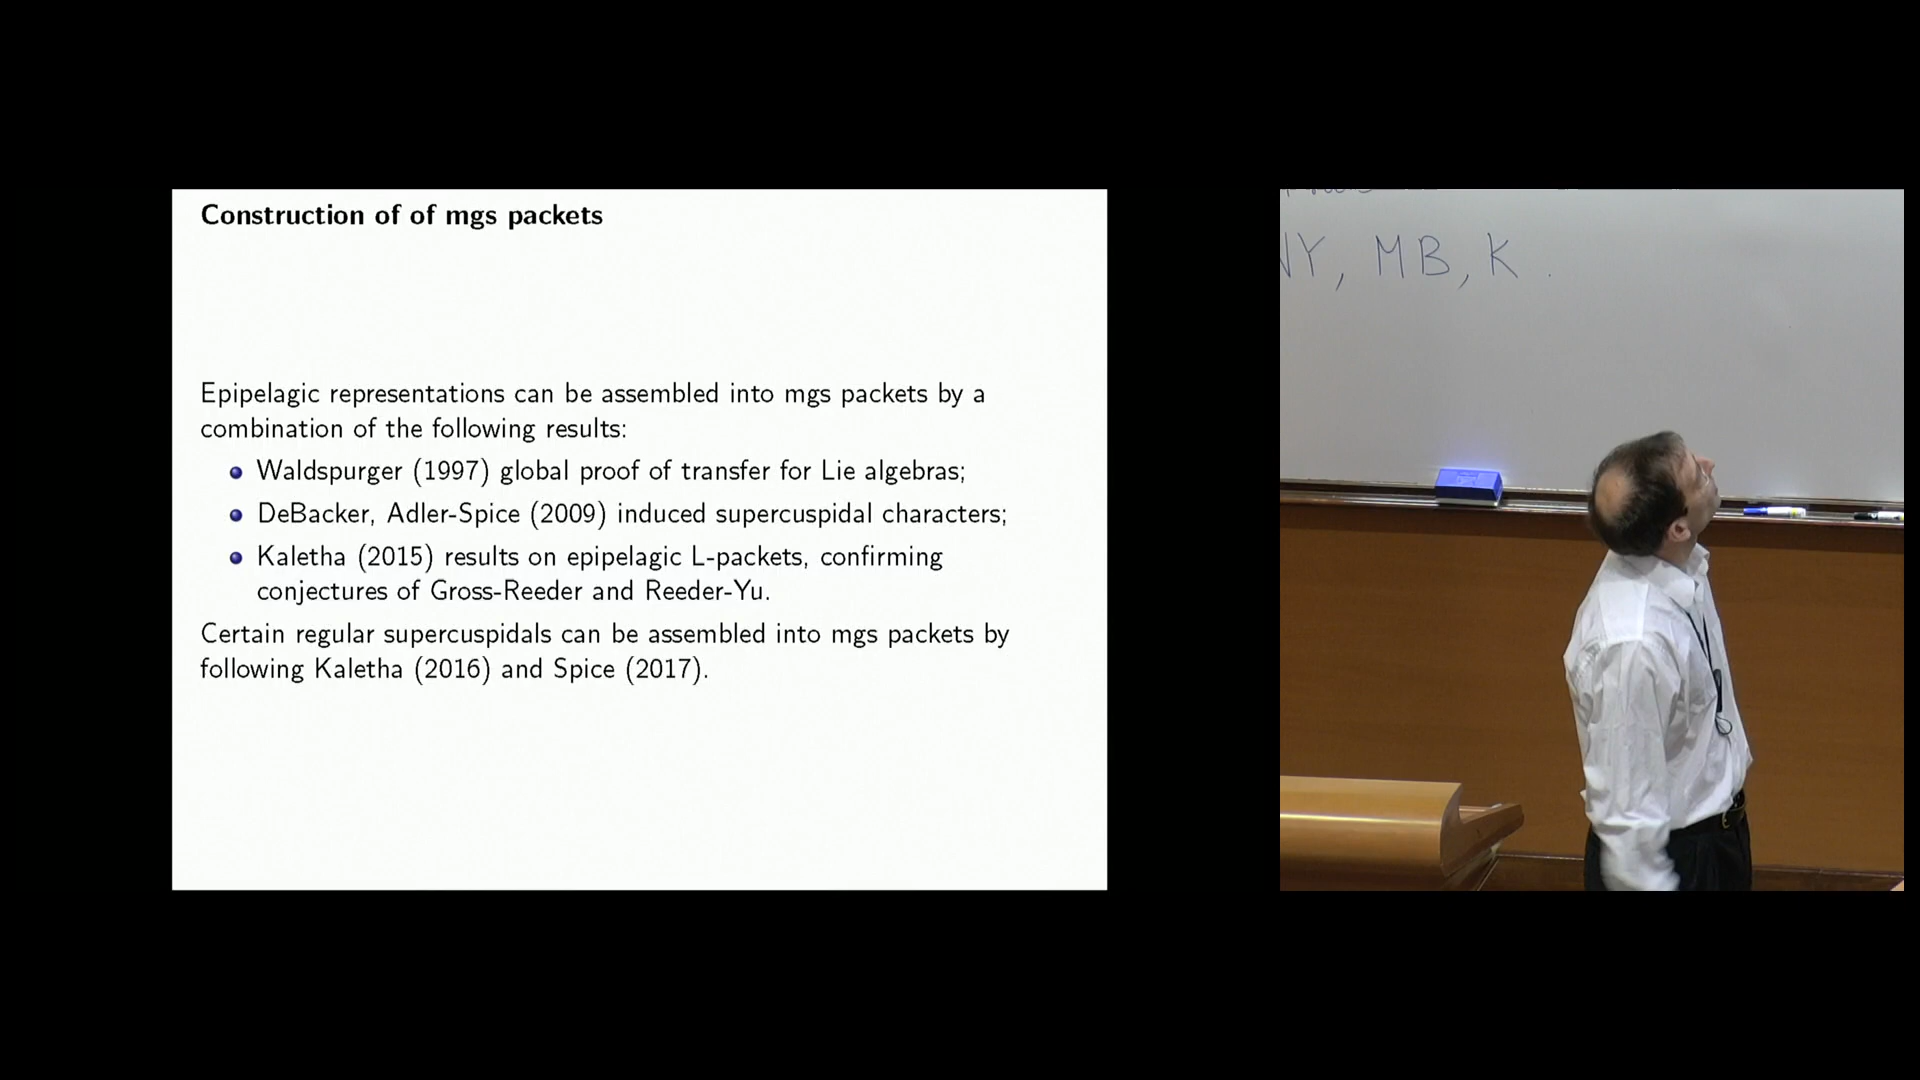 Construction of of mgs packets
Epipelagic representations can be assembled into mgs packets by a
combination of the following results:
Waldspurger (1997) global proof of transfer for Lie algebras;
DeBacker, Adler-Spice (2009) induced supercuspidal characters;
Kaletha (2015) results on epipelagic L-packets, confirming
conjectures of Gross-Reeder and Reeder-Yu.
Certain regular supercuspidals can be assembled into mgs packets by
following Kaletha (2016) and Spice (2017).
Y, MB, K.